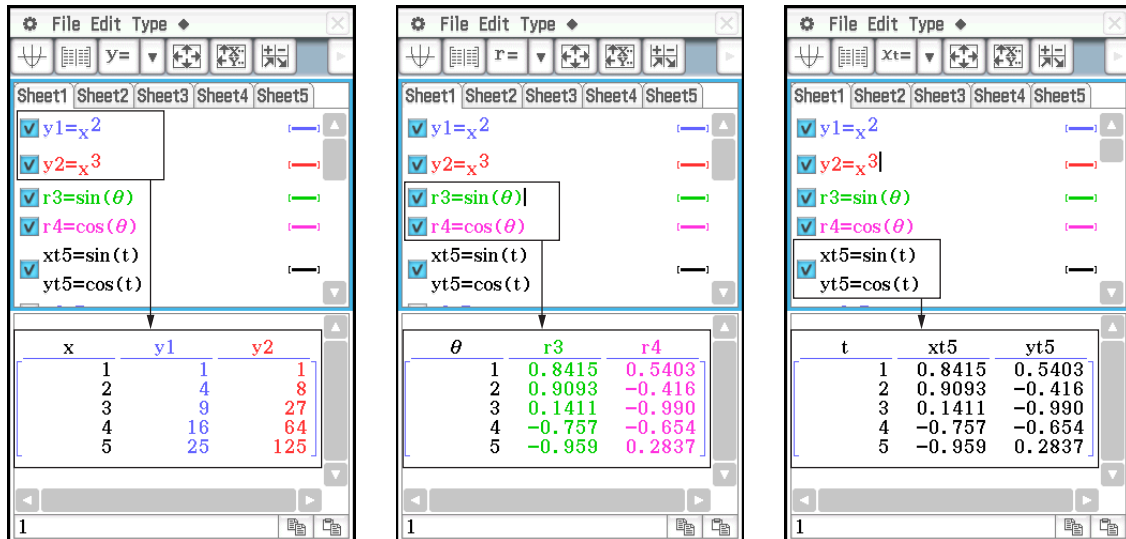 File Edit Type ◆
y=
Sheet1 Sheet2 Sheet3 Sheet4 Sheet5
y1=x^2
y2=x^3
r3=sin(θ)
r4=cos(θ)
xt5=sin(t)
yt5=cos(t)
x y1 y2
1 1 1
2 4 8
3 9 27
4 16 64
5 25 125
1
File Edit Type ◆
r=
Sheet1 Sheet2 Sheet3 Sheet4 Sheet5
y1=x^2
y2=x^3
r3=sin(θ)
r4=cos(θ)
xt5=sin(t)
yt5=cos(t)
θ r3 r4
1 0.8415 0.5403
2 0.9093 -0.416
3 0.1411 -0.990
4 -0.757 -0.654
5 -0.959 0.2837
1
File Edit Type ◆
xt=
Sheet1 Sheet2 Sheet3 Sheet4 Sheet5
y1=x^2
y2=x^3
r3=sin(θ)
r4=cos(θ)
xt5=sin(t)
yt5=cos(t)
t xt5 yt5
1 0.8415 0.5403
2 0.9093 -0.416
3 0.1411 -0.990
4 -0.757 -0.654
5 -0.959 0.2837
1